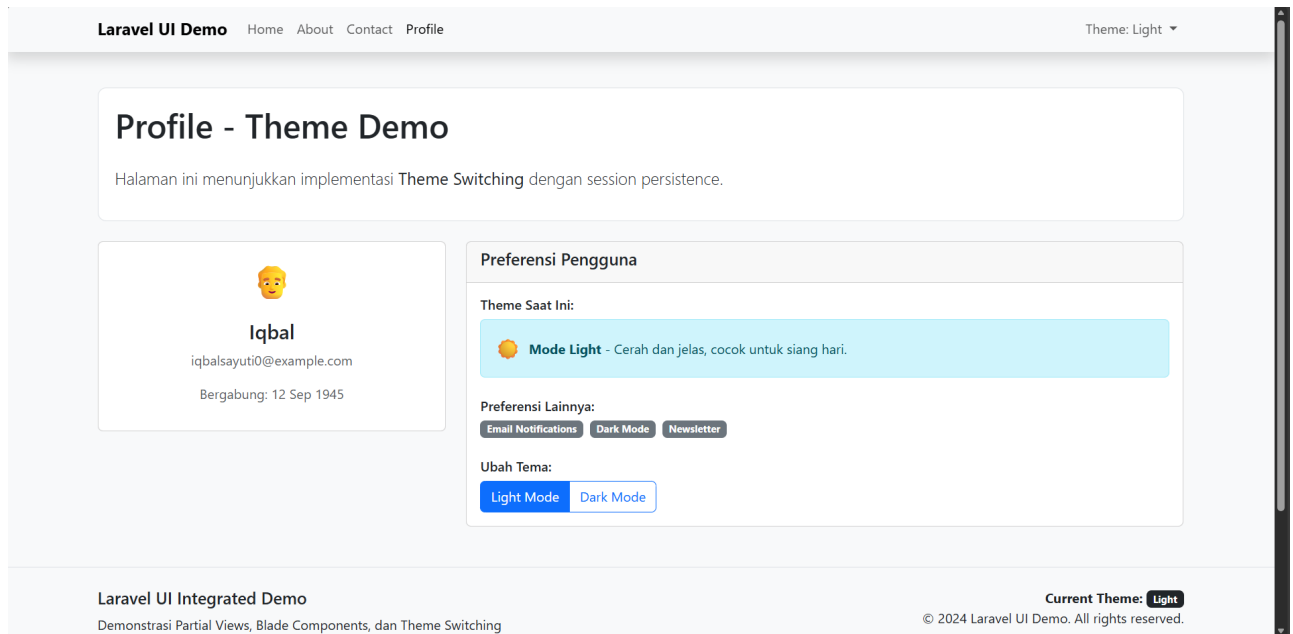 Laravel UI Demo Home About Contact Profile Theme: Light
Profile - Theme Demo
Halaman ini menunjukkan implementasi Theme Switching dengan session persistence.
Iqbal
iqbalsayuti0@example.com
Bergabung: 12 Sep 1945
Preferensi Pengguna
Theme Saat Ini:
Mode Light - Cerah dan jelas, cocok untuk siang hari.
Preferensi Lainnya:
Email Notifications Dark Mode Newsletter
Ubah Tema:
Light Mode Dark Mode
Laravel UI Integrated Demo
Demonstrasi Partial Views, Blade Components, dan Theme Switching
Current Theme: Light
© 2024 Laravel UI Demo. All rights reserved.